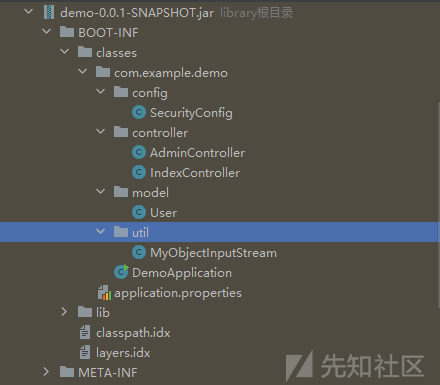 demo-0.0.1-SNAPSHOT.jar library根目录
BOOT-INF
classes
com.example.demo
config
SecurityConfig
controller
AdminController
IndexController
model
User
util
MyObjectInputStream
DemoApplication
application.properties
lib
classpath.idx
layers.idx
META-INF
先知社区